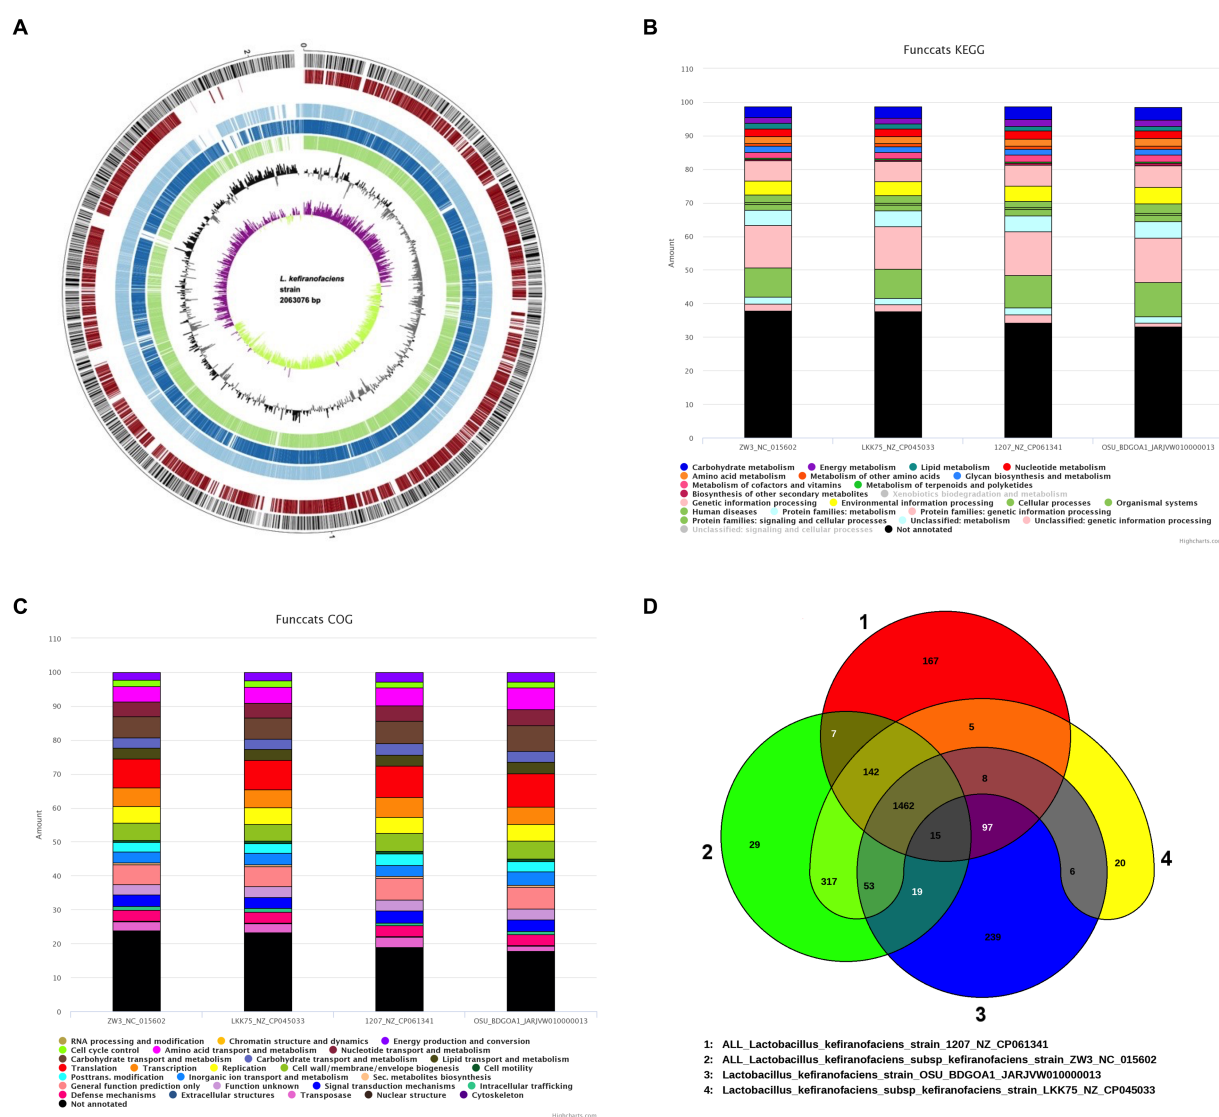 A
0
2
1
L. kefiranofaciens
strain
2063076 bp
B
Funccats KEGG
Amount
110
100
90
80
70
60
50
40
30
20
10
0
ZW3_NC_015602
LKK75_NZ_CP045033
1207_NZ_CP061341
OSU_BDGOA1_JARJVW010000013
Carbohydrate metabolism Energy metabolism Lipid metabolism Nucleotide metabolism
Amino acid metabolism Metabolism of other amino acids Glycan biosynthesis and metabolism
Metabolism of cofactors and vitamins Metabolism of terpenoids and polyketides
Biosynthesis of other secondary metabolites Xenobiotics biodegradation and metabolism
Genetic information processing Environmental information processing Cellular processes Organismal systems
Human diseases Protein families: metabolism Protein families: genetic information processing
Protein families: signaling and cellular processes Unclassified: metabolism Unclassified: genetic information processing
Unclassified: signaling and cellular processes Not annotated
Highcharts.com
C
Funccats COG
Amount
110
100
90
80
70
60
50
40
30
20
10
0
ZW3_NC_015602
LKK75_NZ_CP045033
1207_NZ_CP061341
OSU_BDGOA1_JARJVW010000013
RNA processing and modification Chromatin structure and dynamics Energy production and conversion
Cell cycle control Amino acid transport and metabolism Nucleotide transport and metabolism
Carbohydrate transport and metabolism Carbohydrate transport and metabolism Lipid transport and metabolism
Translation Transcription Replication Cell wall/membrane/envelope biogenesis Cell motility
Posttrans. modification Inorganic ion transport and metabolism Sec. metabolites biosynthesis
General function prediction only Function unknown Signal transduction mechanisms Intracellular trafficking
Defense mechanisms Extracellular structures Transposase Nuclear structure Cytoskeleton
Not annotated
Highcharts.com
D
1
167
7
5
142
8
1462
15
97
2
29
317
53
19
6
20
4
239
3
1: ALL_Lactobacillus_kefiranofaciens_strain_1207_NZ_CP061341
2: ALL_Lactobacillus_kefiranofaciens_subsp_kefiranofaciens_strain_ZW3_NC_015602
3: Lactobacillus_kefiranofaciens_strain_OSU_BDGOA1_JARJVW010000013
4: Lactobacillus_kefiranofaciens_subsp_kefiranofaciens_strain_LKK75_NZ_CP045033